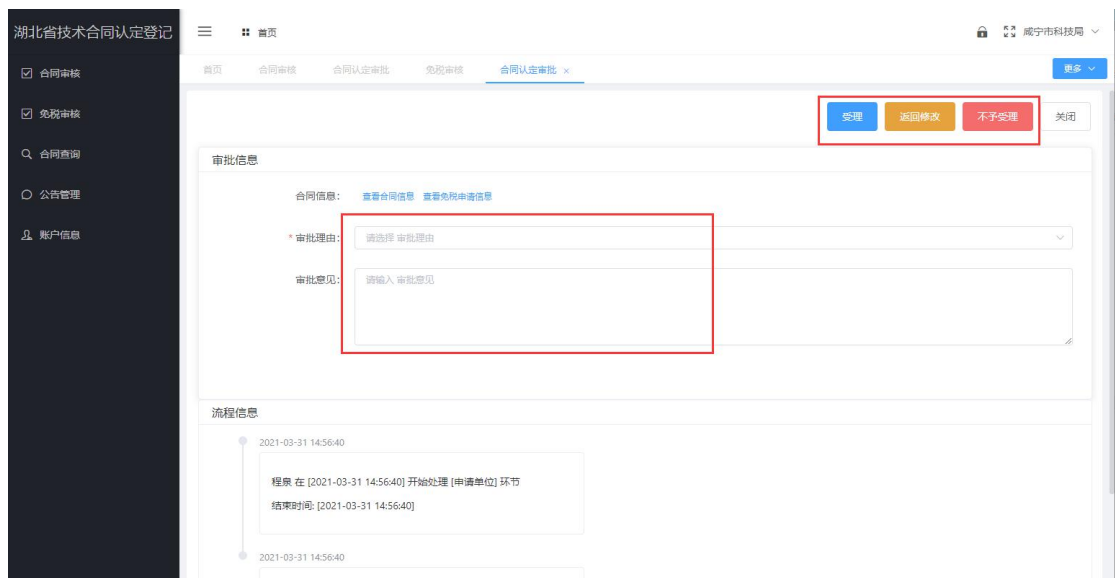 湖北省技术合同认定登记
首页
咸宁市科技局
合同审核
免税审核
合同查询
公告管理
账户信息
首页 合同审核 合同认定审批 免税审核 合同认定审批 ×
更多
受理 返回修改 不予受理 关闭
审批信息
合同信息: 查看合同信息 查看免税申请信息
* 审批理由: 请选择 审批理由
审批意见: 请输入 审批意见
流程信息
2021-03-31 14:56:40
程泉 在 [2021-03-31 14:56:40] 开始处理 [申请单位] 环节
结束时间: [2021-03-31 14:56:40]
2021-03-31 14:56:40